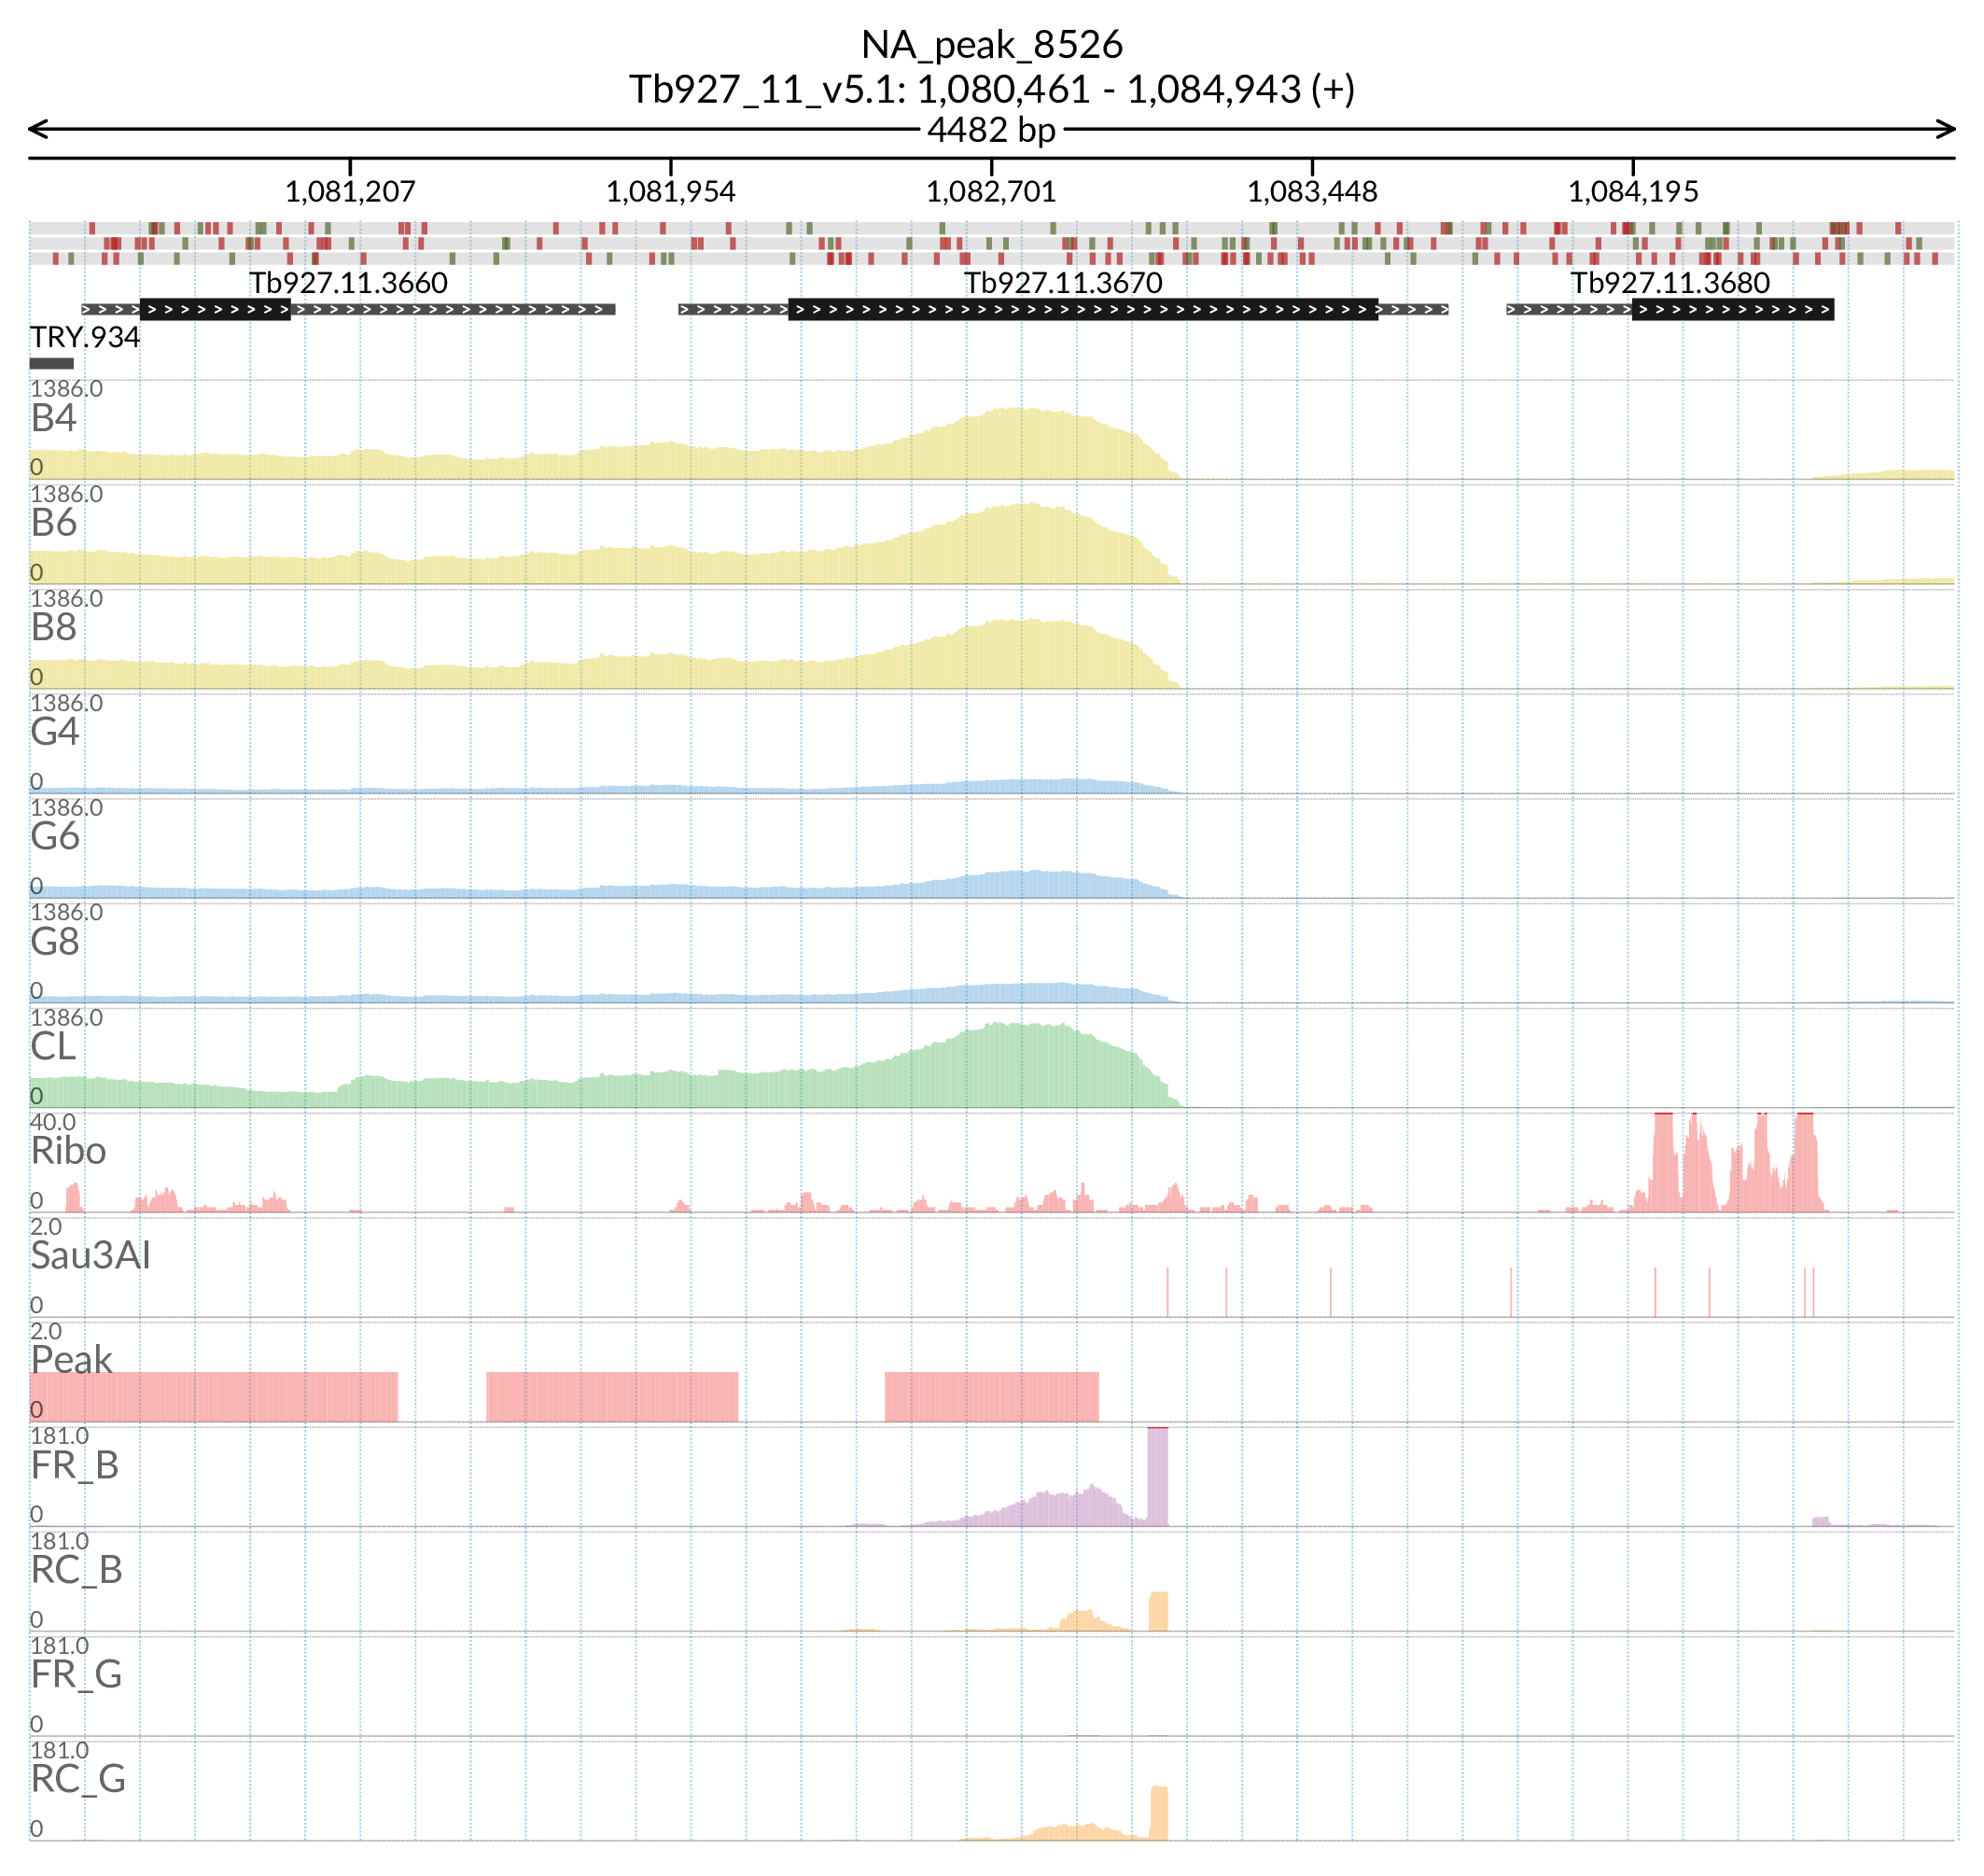 NA_peak_8526
Tb927_11_v5.1: 1,080,461 - 1,084,943 (+)
4482 bp
1,081,207 1,081,954 1,082,701 1,083,448 1,084,195
Tb927.11.3660 Tb927.11.3670 Tb927.11.3680
TRY.934
1386.0
B4
0
1386.0
B6
0
1386.0
B8
0
1386.0
G4
0
1386.0
G6
0
1386.0
G8
0
1386.0
CL
0
40.0
Ribo
0
2.0
Sau3AI
0
2.0
Peak
0
181.0
FR_B
0
181.0
RC_B
0
181.0
FR_G
0
181.0
RC_G
0